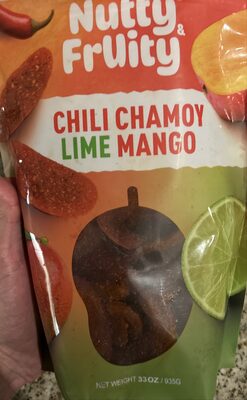 Nutty &
Fruity
CHILI CHAMOY
LIME MANGO
NET WEIGHT 33 OZ / 935G